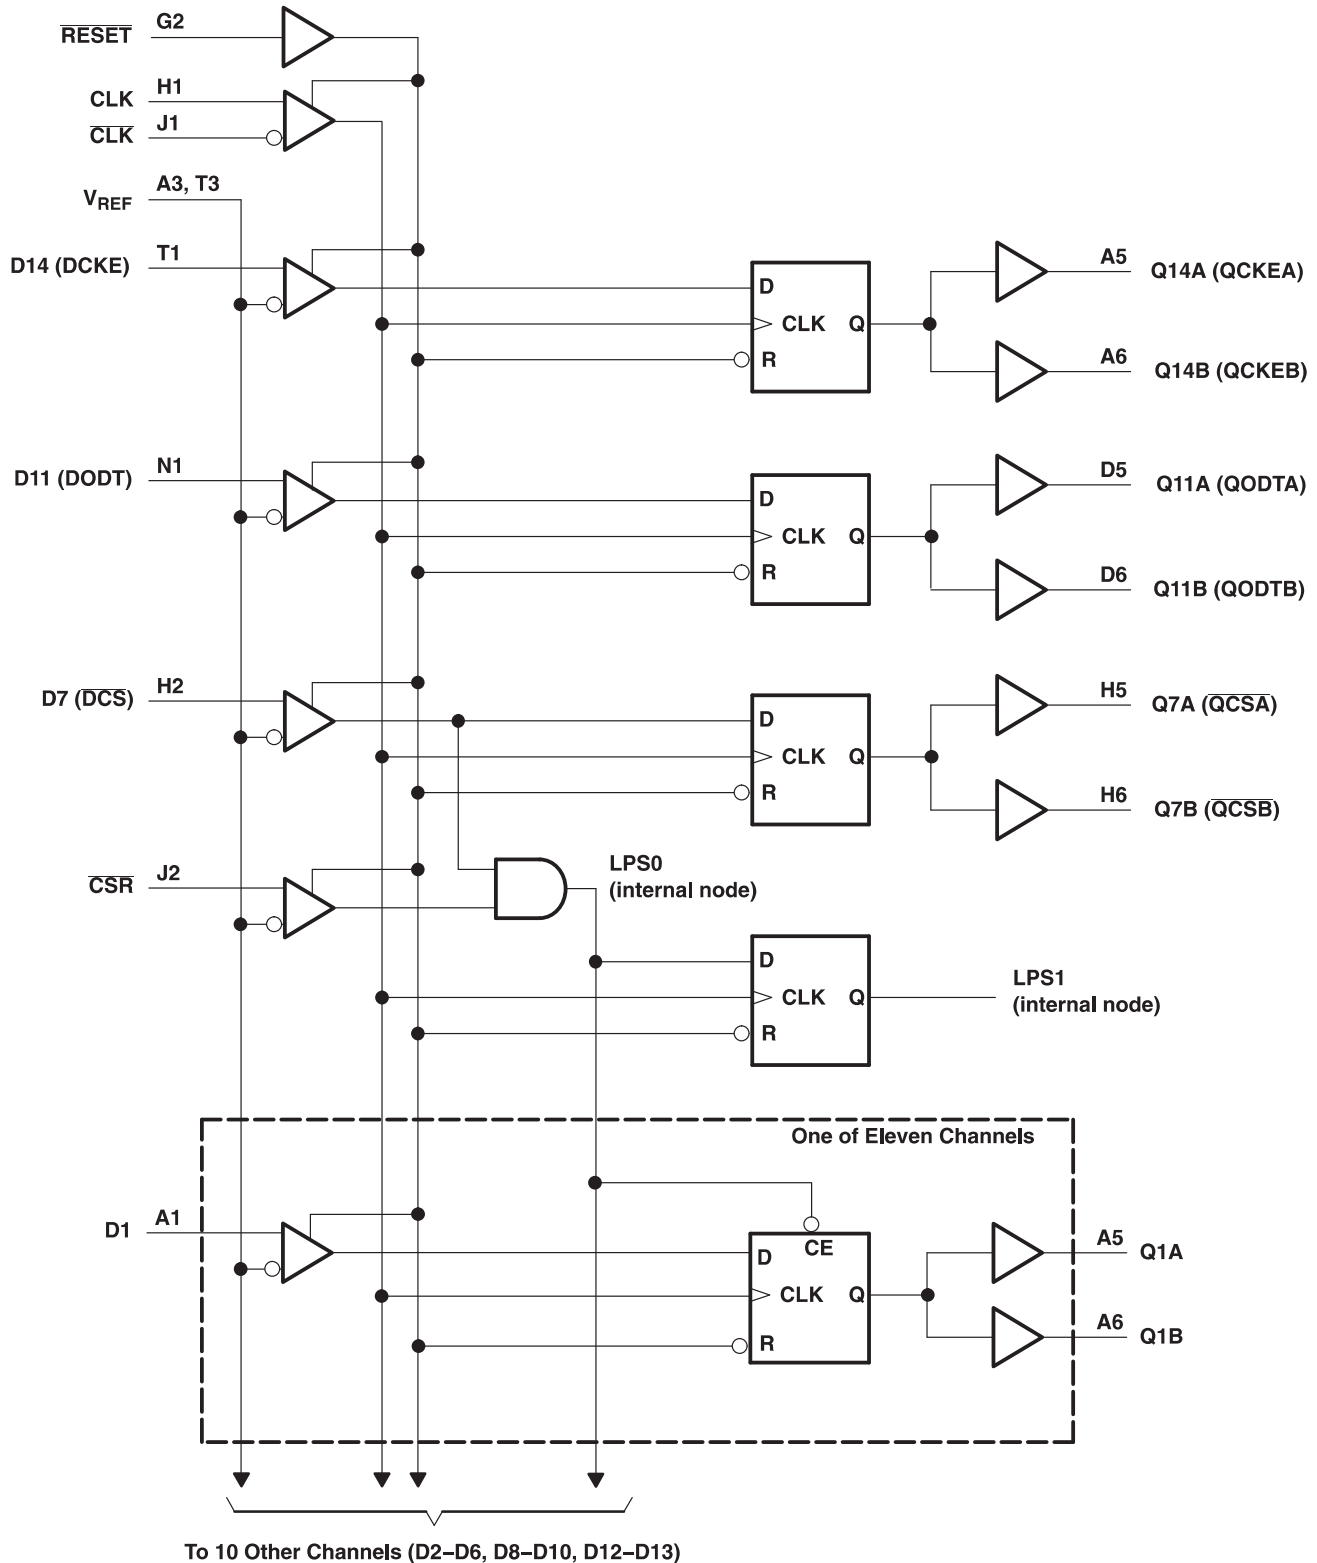 RESET G2
CLK H1
CLK J1
VREF A3, T3
D14 (DCKE) T1
D
CLK Q
R
A5 Q14A (QCKEA)
A6 Q14B (QCKEB)
D11 (DODT) N1
D
CLK Q
R
D5 Q11A (QODTA)
D6 Q11B (QODTB)
D7 (DCS) H2
D
CLK Q
R
H5 Q7A (QCSA)
H6 Q7B (QCSB)
CSR J2
LPS0
(internal node)
D
CLK Q
R
LPS1
(internal node)
One of Eleven Channels
D1 A1
CE
D
CLK Q
R
A5 Q1A
A6 Q1B
To 10 Other Channels (D2–D6, D8–D10, D12–D13)